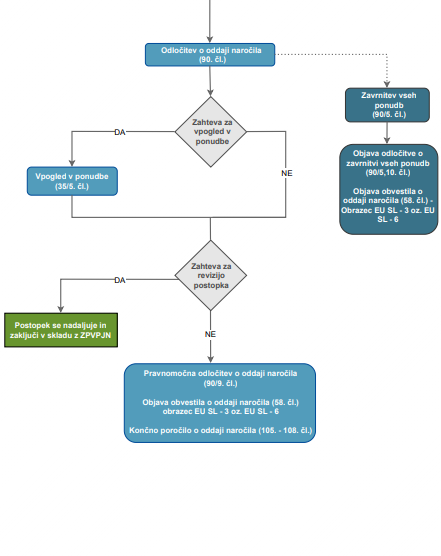 Odločitev o oddaji naročila
(90. čl.)
Zavrnitev vseh
ponudb
(90/5. čl.)
Zahteva za
vpogled v
ponudbe
DA
NE
Objava odločitve o
zavrnitvi vseh ponudb
(90/5,10. čl.)
Objava obvestila o
oddaji naročila (58. čl.) -
Obrazec EU SL - 3 oz. EU
SL - 6
Vpogled v ponudbe
(35/5. čl.)
Zahteva za
revizijo
postopka
DA
NE
Postopek se nadaljuje in
zaključi v skladu z ZPVPJN
Pravnomočna odločitev o oddaji naročila
(90/9. čl.)
Objava obvestila o oddaji naročila (58. čl.)
obrazec EU SL - 3 oz. EU SL - 6
Končno poročilo o oddaji naročila (105. - 108. čl.)